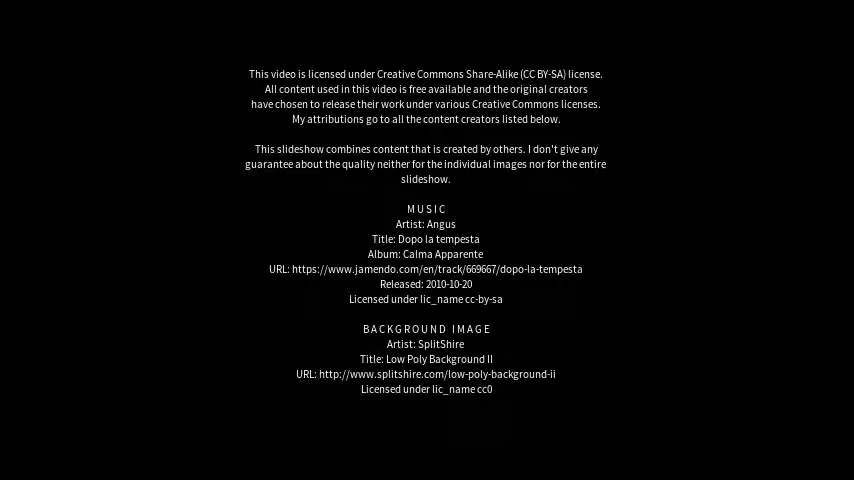 This video is licensed under Creative Commons Share-Alike (CC BY-SA) license.
All content used in this video is free available and the original creators
have chosen to release their work under various Creative Commons licenses.
My attributions go to all the content creators listed below.
This slideshow combines content that is created by others. I don't give any
guarantee about the quality neither for the individual images nor for the entire
slideshow.
MUSIC
Artist: Angus
Title: Dopo la tempesta
Album: Calma Apparente
URL: https://www.jamendo.com/en/track/669667/dopo-la-tempesta
Released: 2010-10-20
Licensed under lic_name cc-by-sa
BACKGROUND IMAGE
Artist: SplitShire
Title: Low Poly Background II
URL: http://www.splitshire.com/low-poly-background-ii
Licensed under lic_name cc0